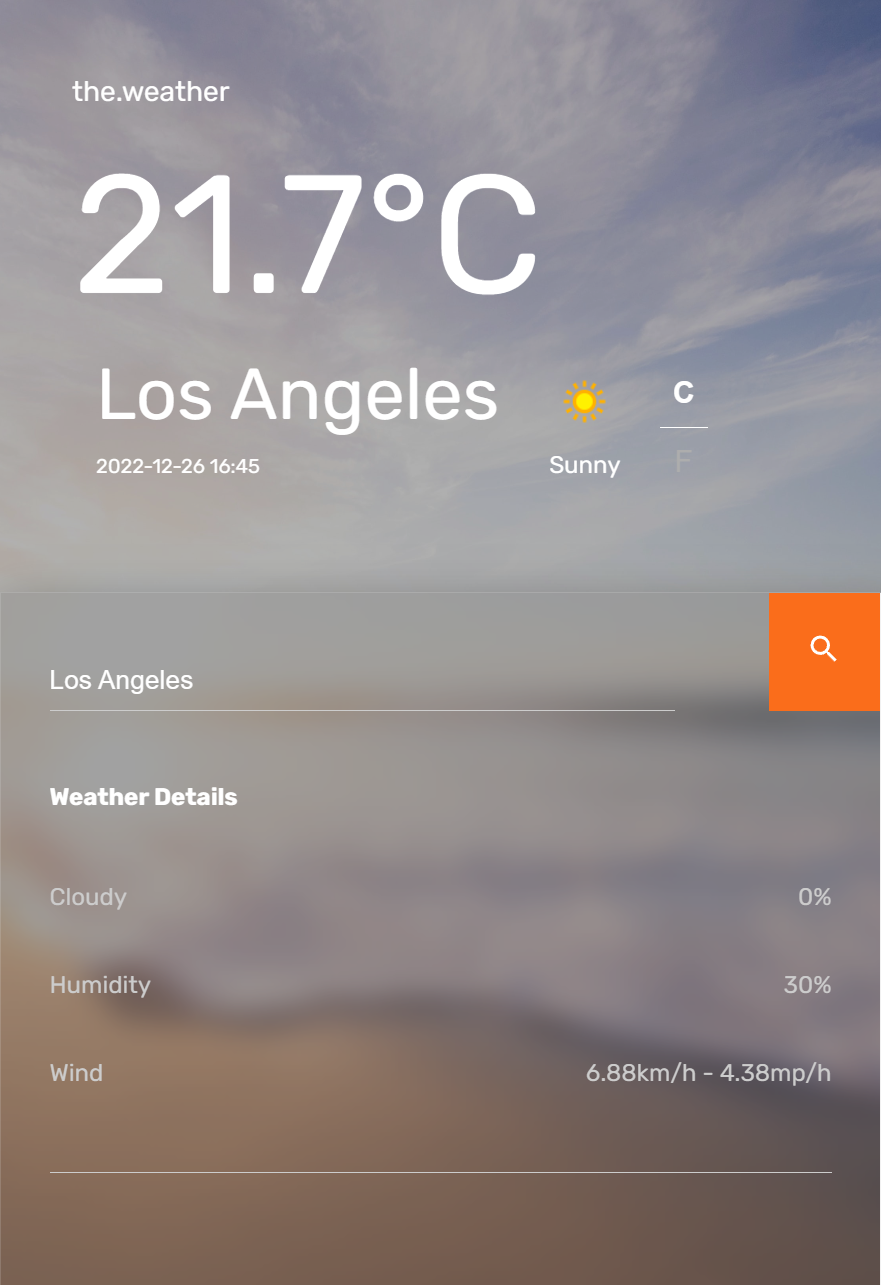 the.weather
21.7°C
Los Angeles
C
2022-12-26 16:45
Sunny
F
Los Angeles
Weather Details
Cloudy 0%
Humidity 30%
Wind 6.88km/h - 4.38mp/h